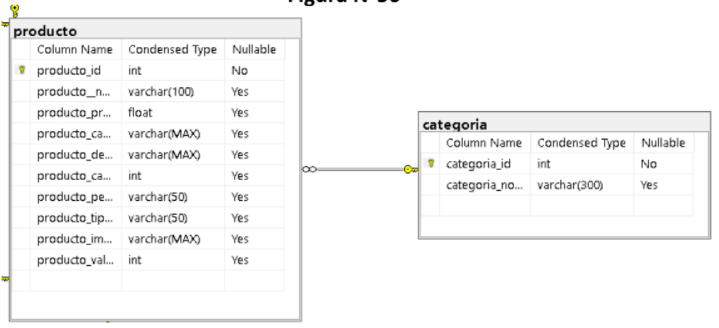 producto
Column Name Condensed Type Nullable
producto_id int No
producto__n... varchar(100) Yes
producto_pr... float Yes
producto_ca... varchar(MAX) Yes
producto_de... varchar(MAX) Yes
producto_ca... int Yes
producto_pe... varchar(50) Yes
producto_tip... varchar(50) Yes
producto_im... varchar(MAX) Yes
producto_val... int Yes
categoria
Column Name Condensed Type Nullable
categoria_id int No
categoria_no... varchar(300) Yes